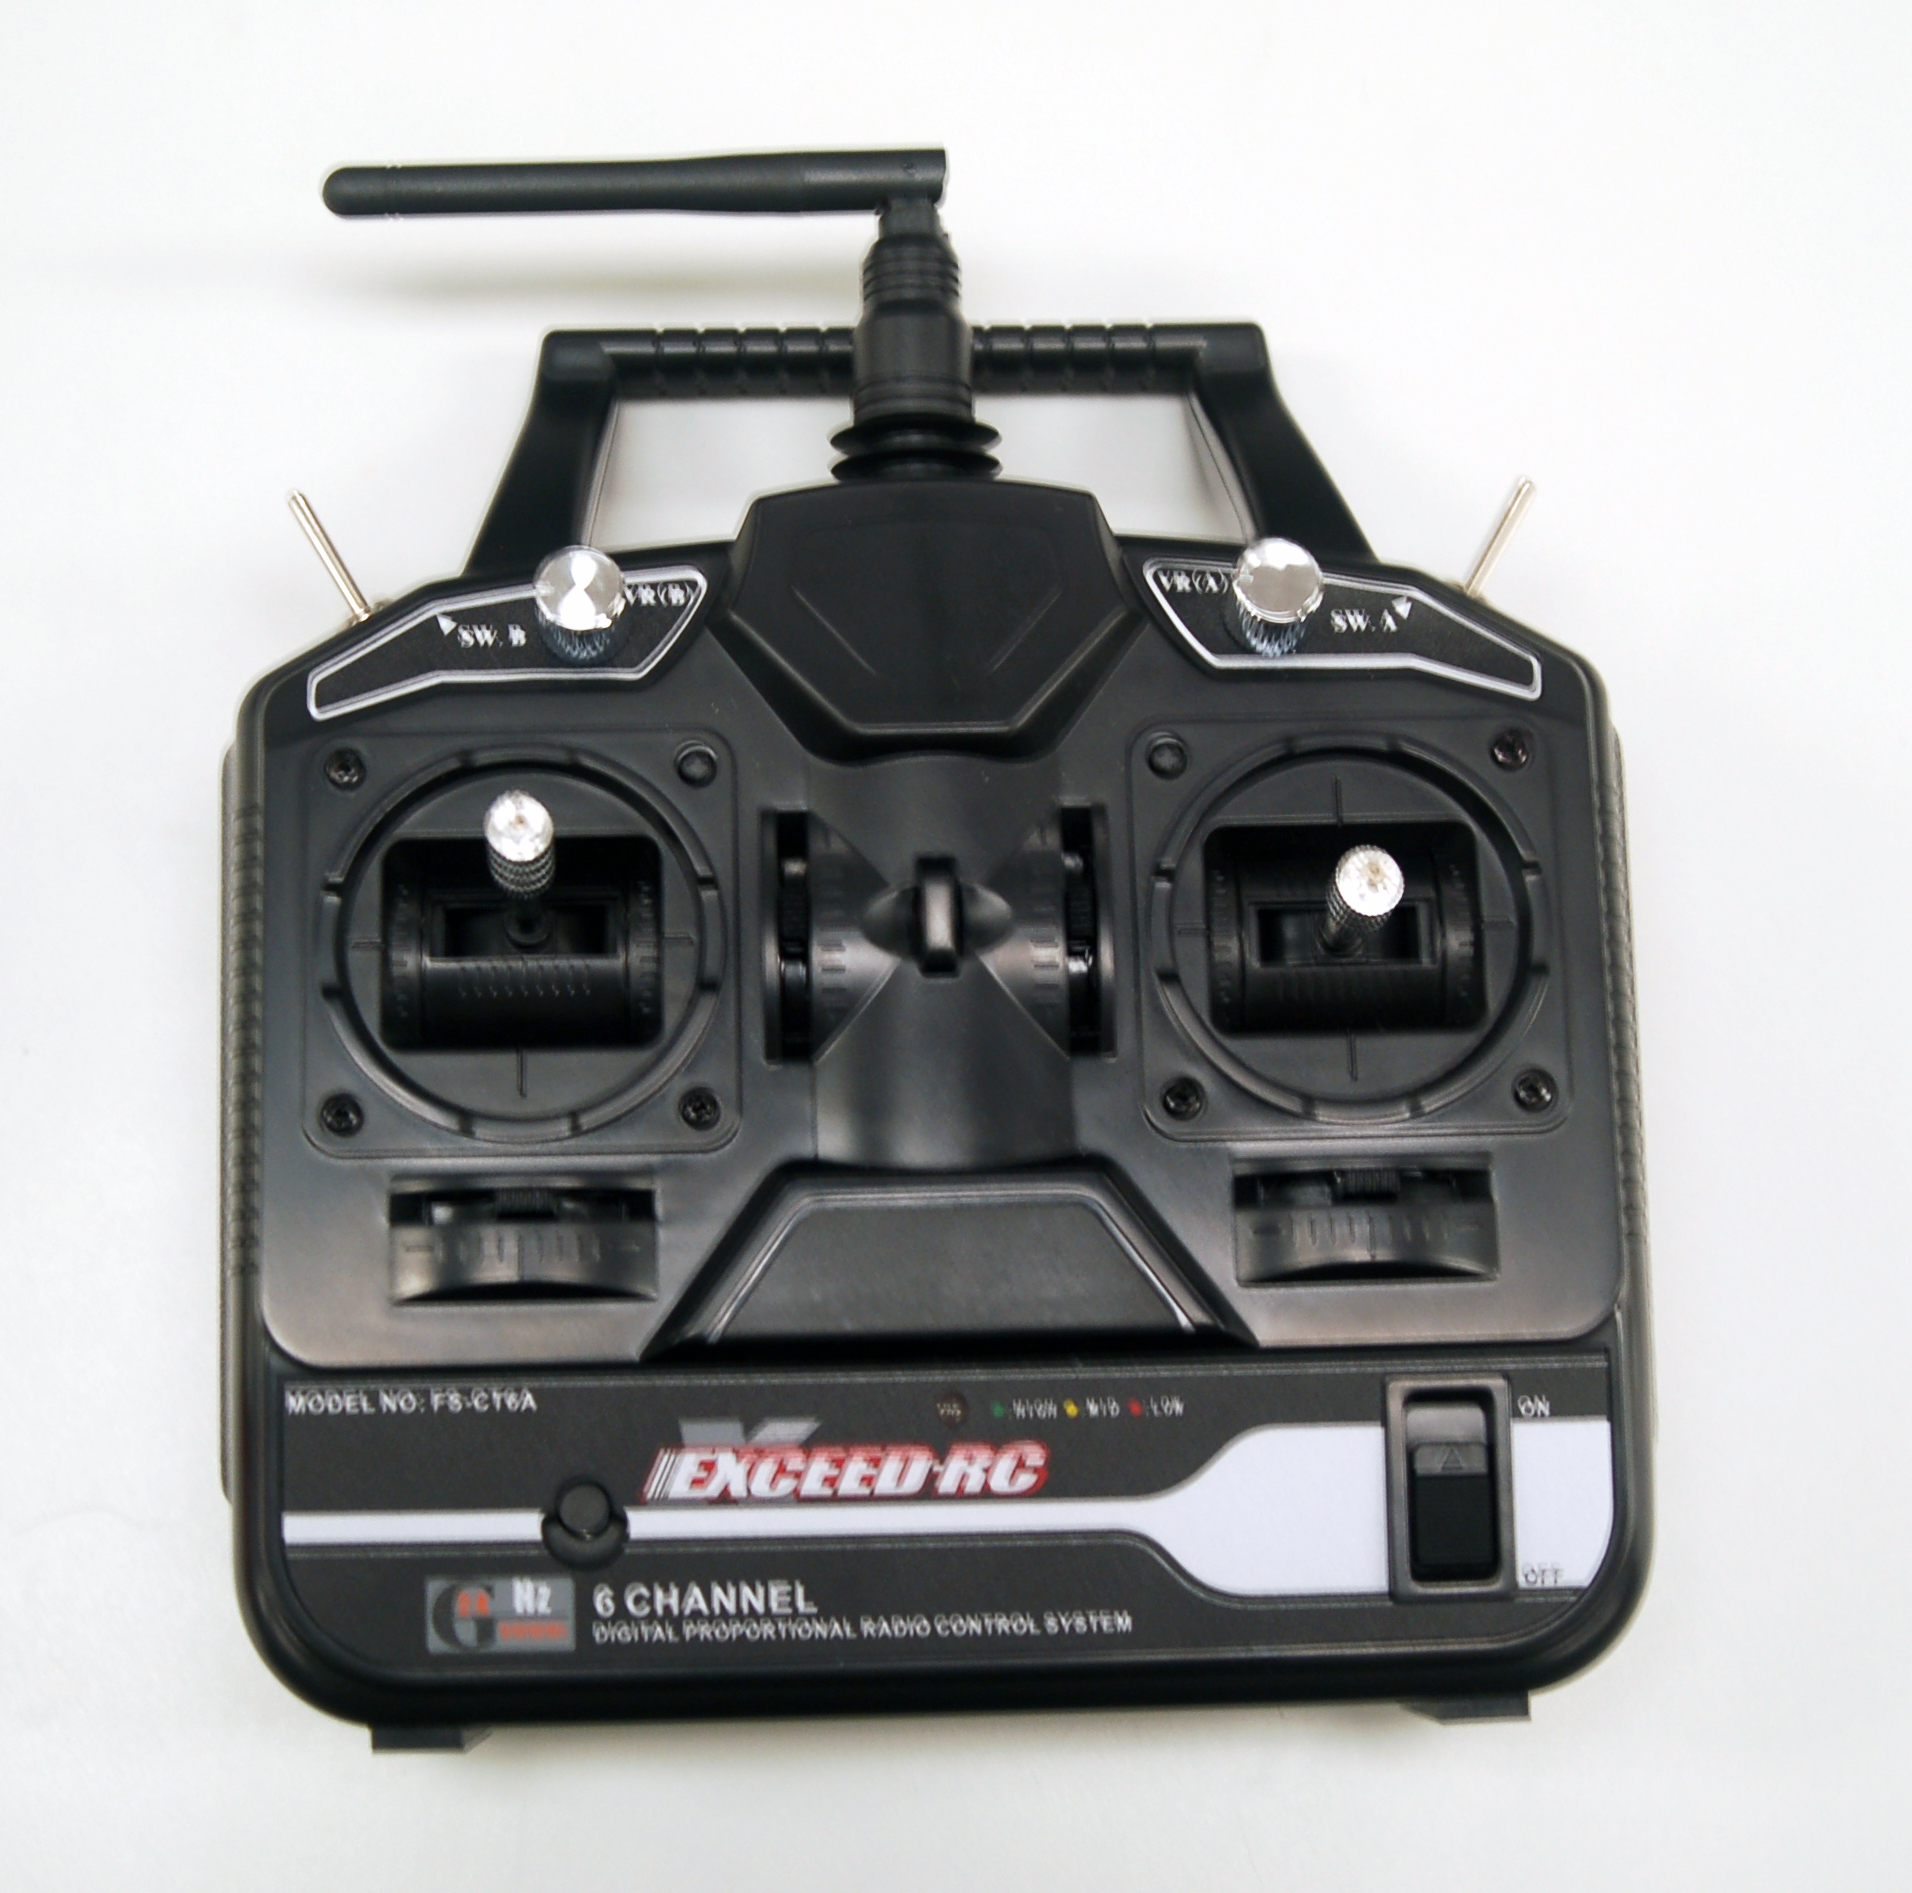 VR(B)
VR(A)
SW. B
SW. A
MODEL NO: FS-CT6A
HIGH MID LOW
ON
EXCEED-RC
OFF
Hz
6 CHANNEL
DIGITAL PROPORTIONAL RADIO CONTROL SYSTEM